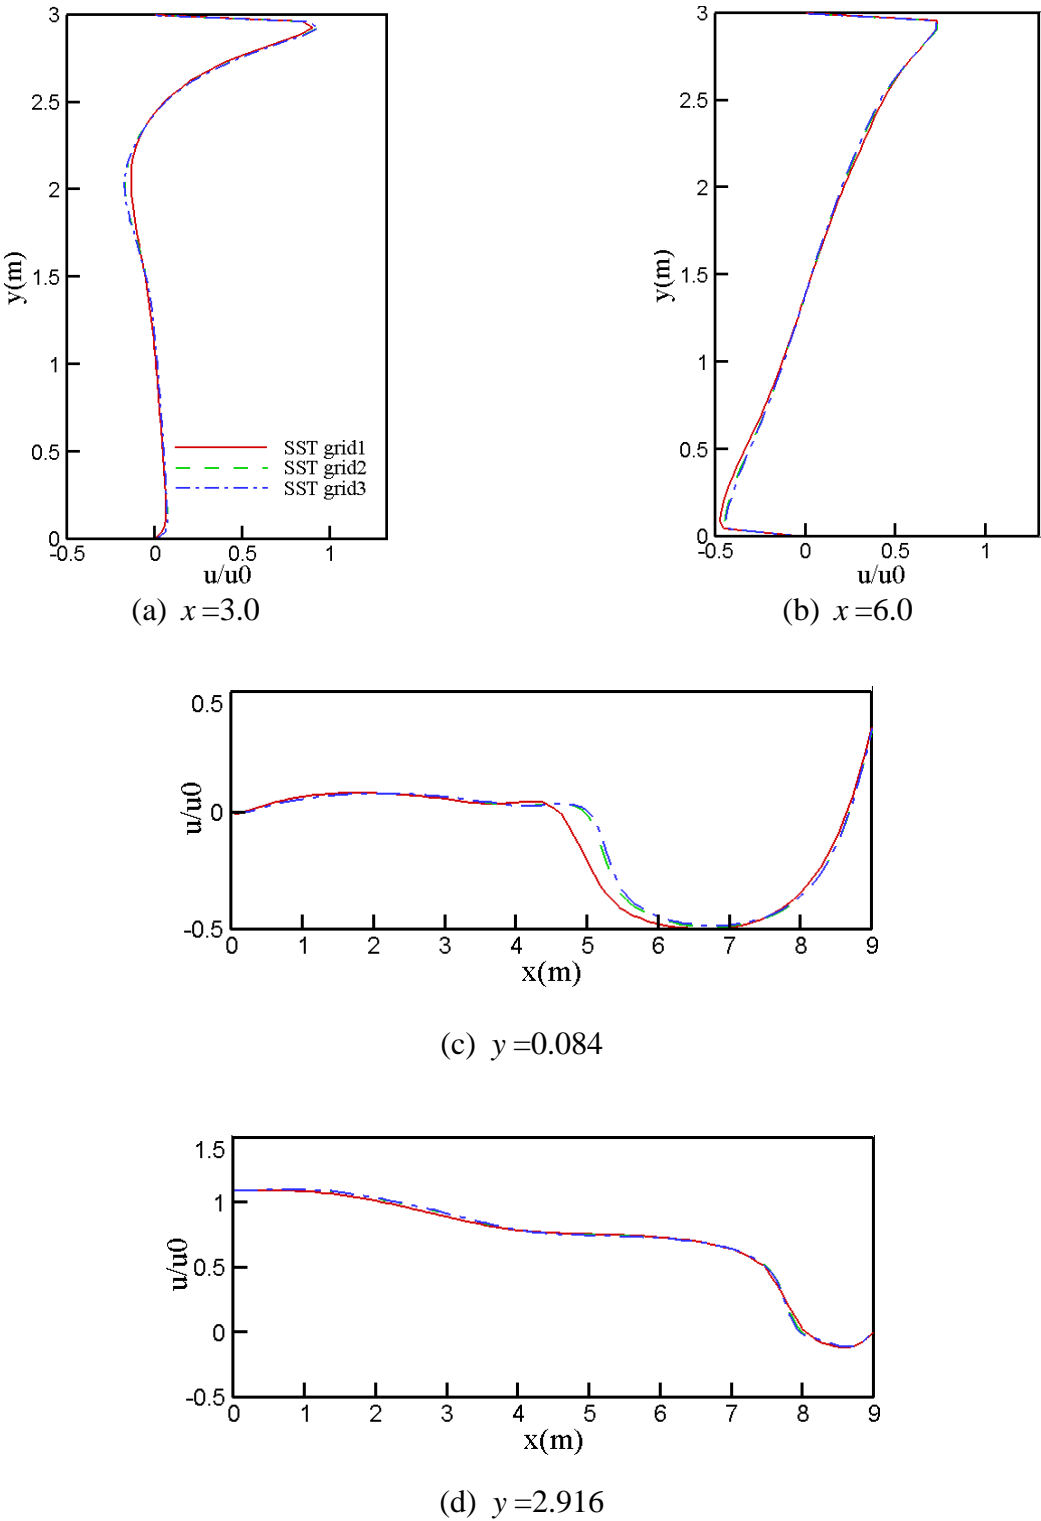 3
2.5
2
1.5
1
0.5
0
y(m)
SST grid1
SST grid2
SST grid3
-0.5 0 0.5 1
u/u0
(a) x=3.0
3
2.5
2
1.5
1
0.5
0
y(m)
-0.5 0 0.5 1
u/u0
(b) x=6.0
0.5
0
-0.5
u/u0
0 1 2 3 4 5 6 7 8 9
x(m)
(c) y=0.084
1.5
1
0.5
0
-0.5
u/u0
0 1 2 3 4 5 6 7 8 9
x(m)
(d) y=2.916